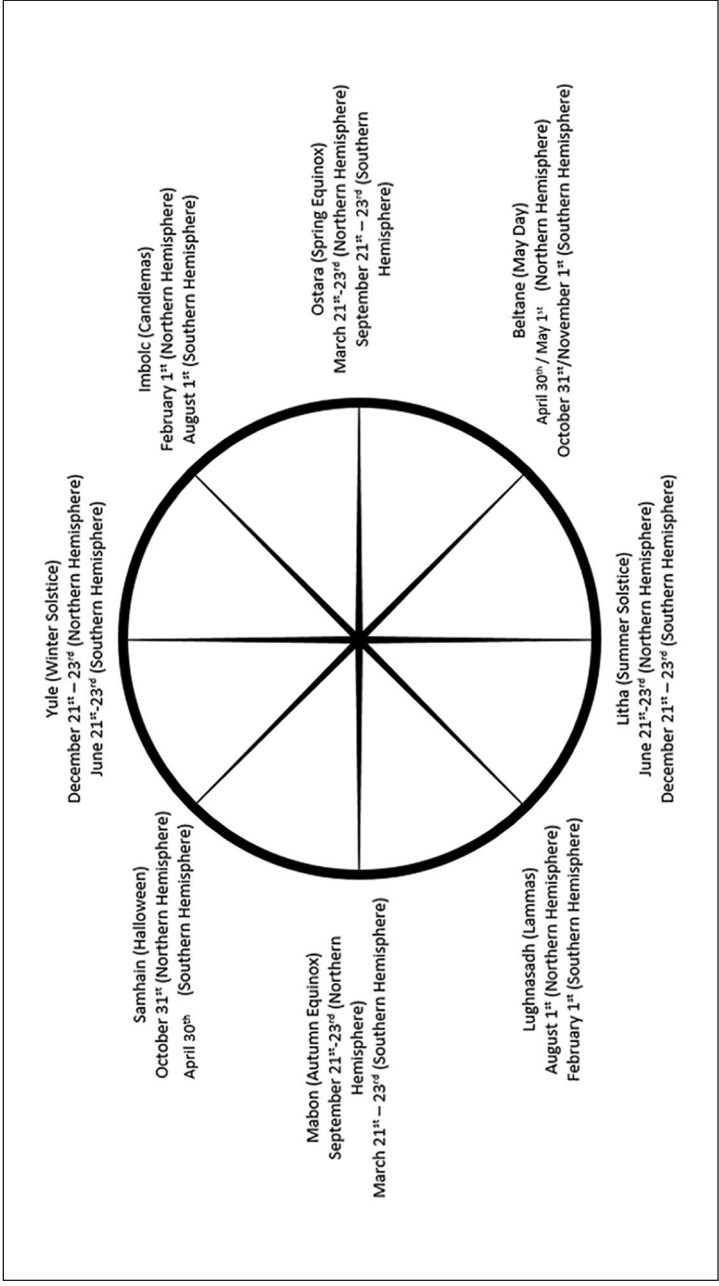 Yule (Winter Solstice)
December 21st – 23rd (Northern Hemisphere)
June 21st-23rd (Southern Hemisphere)
Imbolc (Candlemas)
February 1st (Northern Hemisphere)
August 1st (Southern Hemisphere)
Ostara (Spring Equinox)
March 21st-23rd (Northern Hemisphere)
September 21st – 23rd (Southern
Hemisphere)
Beltane (May Day)
April 30th / May 1st (Northern Hemisphere)
October 31st/November 1st (Southern Hemisphere)
Litha (Summer Solstice)
June 21st-23rd (Northern Hemisphere)
December 21st – 23rd (Southern Hemisphere)
Lughnasadh (Lammas)
August 1st (Northern Hemisphere)
February 1st (Southern Hemisphere)
Mabon (Autumn Equinox)
September 21st-23rd (Northern
Hemisphere)
March 21st – 23rd (Southern Hemisphere)
Samhain (Halloween)
October 31st (Northern Hemisphere)
April 30th (Southern Hemisphere)